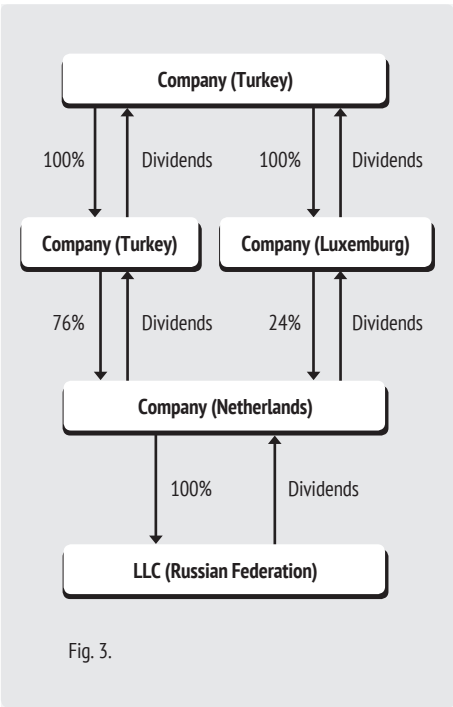 Company (Turkey)
100% Dividends 100% Dividends
Company (Turkey) Company (Luxemburg)
76% Dividends 24% Dividends
Company (Netherlands)
100% Dividends
LLC (Russian Federation)
Fig. 3.